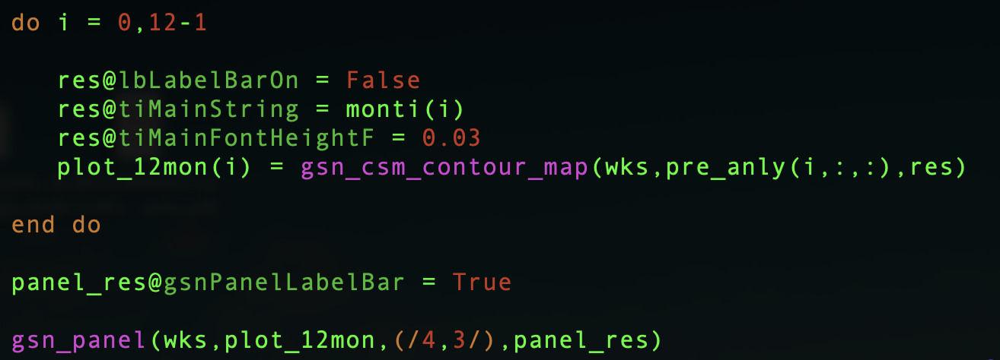 do i = 0,12-1
res@lbLabelBarOn = False
res@tiMainString = monti(i)
res@tiMainFontHeightF = 0.03
plot_12mon(i) = gsn_csm_contour_map(wks,pre_anly(i,:,:),res)
end do
panel_res@gsnPanelLabelBar = True
gsn_panel(wks,plot_12mon,(/4,3/),panel_res)